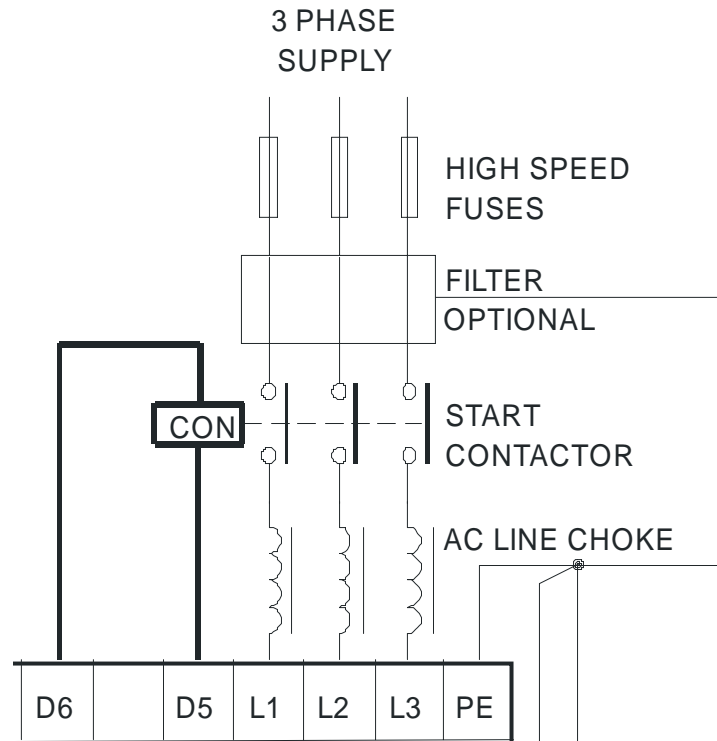 3 PHASE
SUPPLY
HIGH SPEED
FUSES
FILTER
OPTIONAL
CON
START
CONTACTOR
AC LINE CHOKE
D6 D5 L1 L2 L3 PE